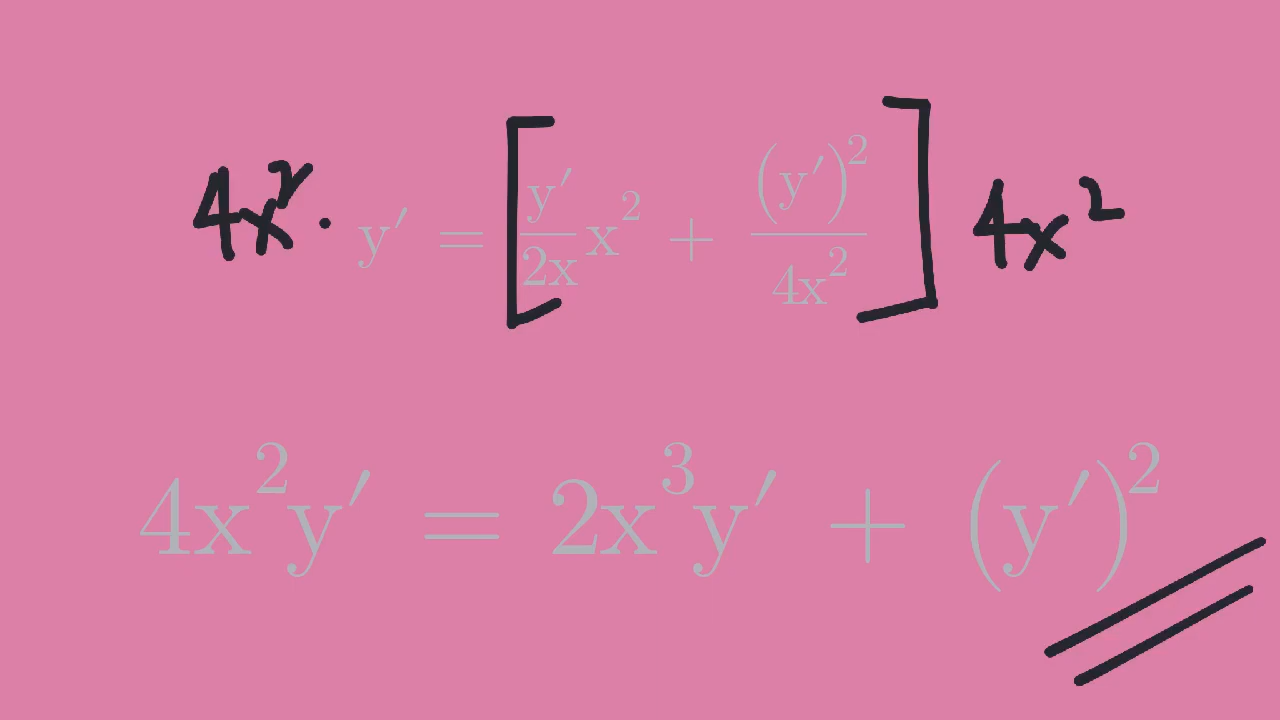 4x² · y′ = [y′/2x x² + (y′)²/4x²] 4x²
4x²y′ = 2x³y′ + (y′)²